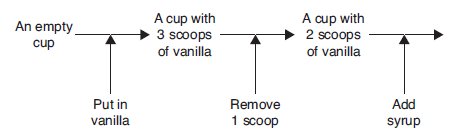 An empty
cup
A cup with
3 scoops
of vanilla
A cup with
2 scoops
of vanilla
Put in
vanilla
Remove
1 scoop
Add
syrup